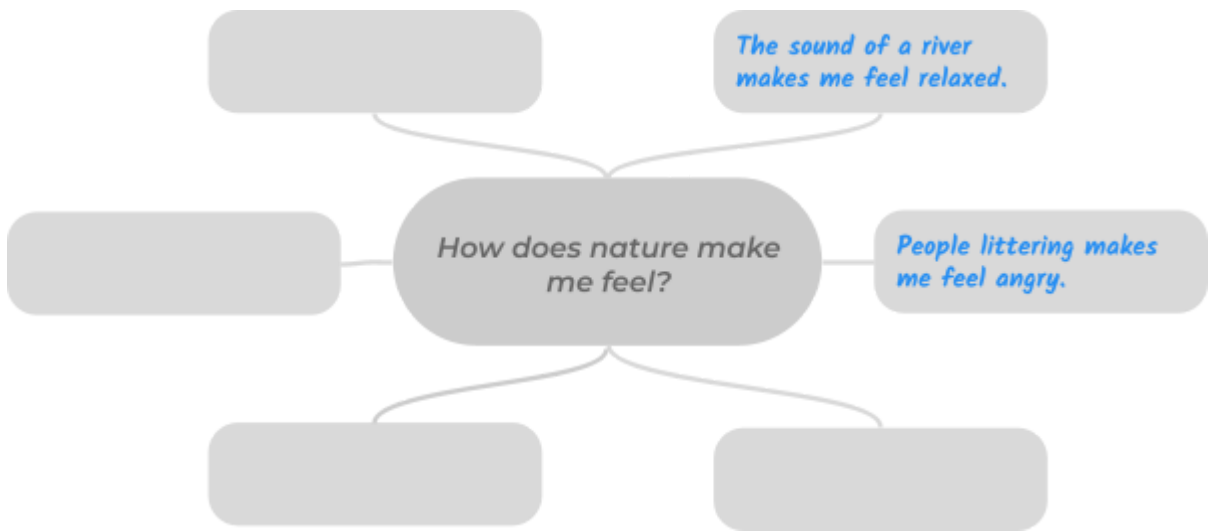 The sound of a river
makes me feel relaxed.
How does nature make
me feel?
People littering makes
me feel angry.